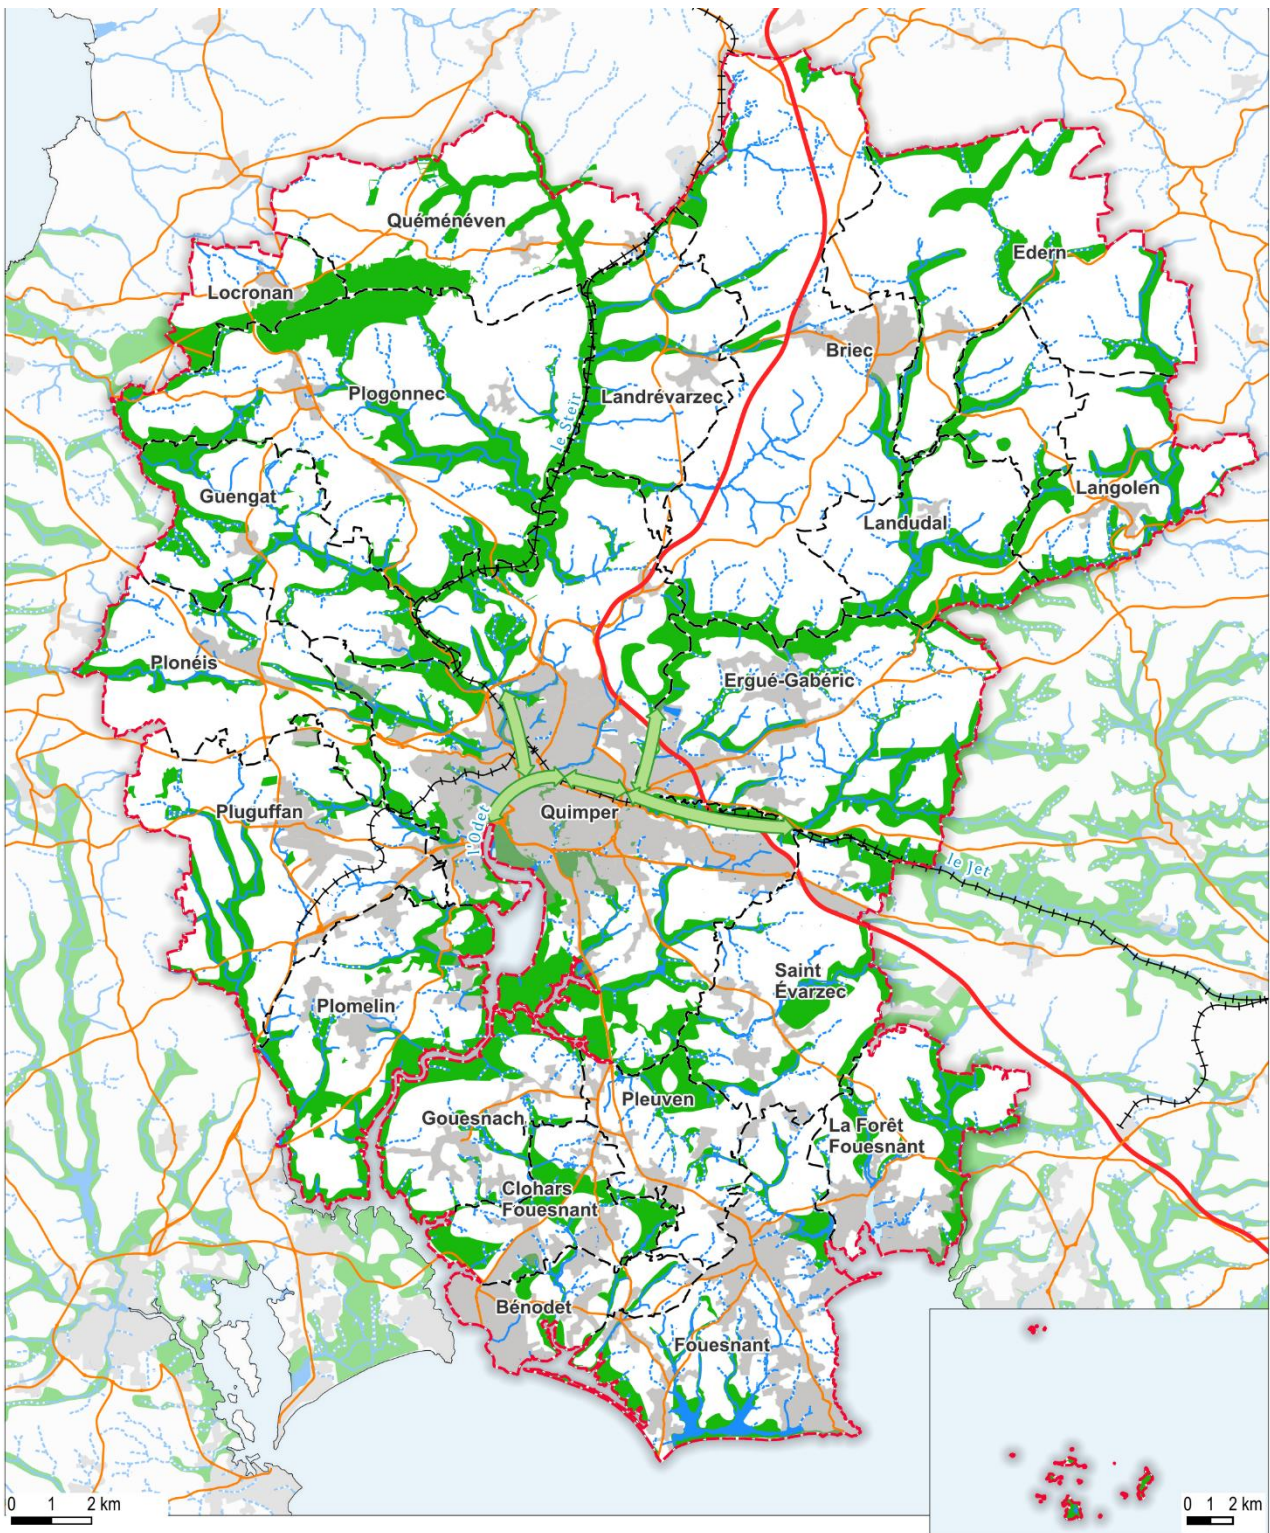 Quéménéven
Edern
Locronan
Briec
Plogonnec
Landrévarzec
le Steïr
Guengat
Langolen
Landudal
Plonéis
Ergué-Gabéric
Pluguffan
Quimper
l'Odet
le Jet
Saint
Évarzec
Plomelin
Pleuven
Gouesnach
La Forêt
Fouesnant
Clohars
Fouesnant
Bénodet
Fouesnant
0 1 2 km
0 1 2 km